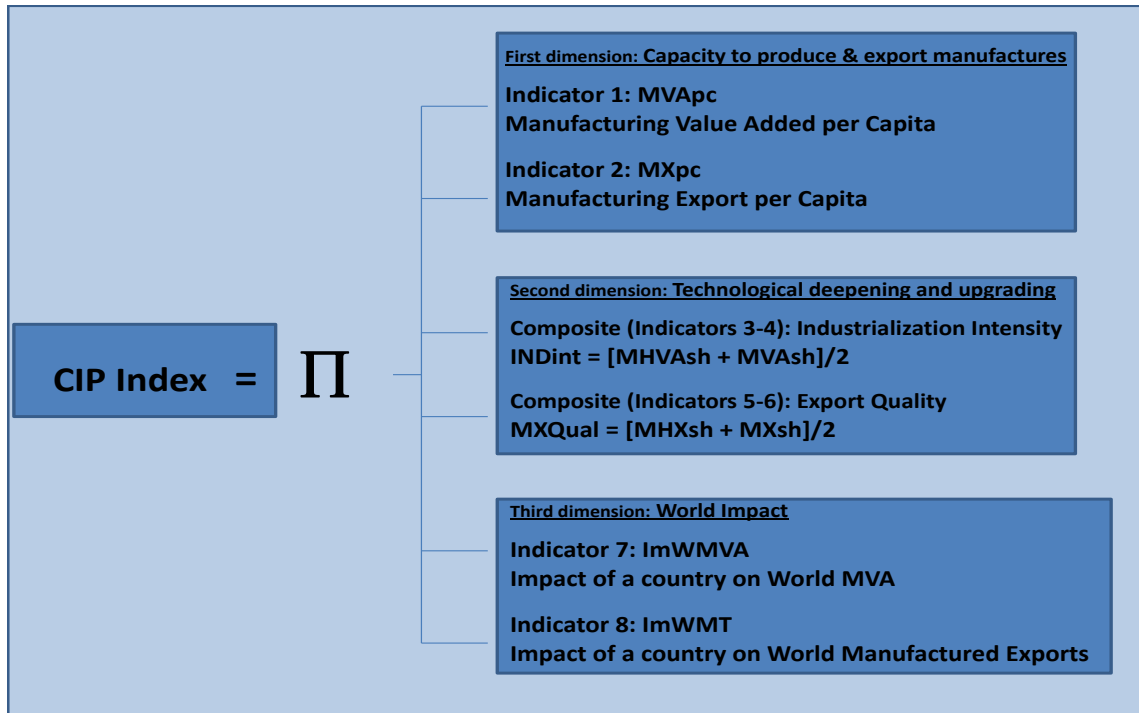 First dimension: Capacity to produce & export manufactures
Indicator 1: MVApc
Manufacturing Value Added per Capita
Indicator 2: MXpc
Manufacturing Export per Capita
Second dimension: Technological deepening and upgrading
Composite (Indicators 3-4): Industrialization Intensity
INDint = [MHVAsh + MVAsh]/2
Composite (Indicators 5-6): Export Quality
MXQual = [MHXsh + MXsh]/2
CIP Index = ∏
Third dimension: World Impact
Indicator 7: ImWMVA
Impact of a country on World MVA
Indicator 8: ImWMT
Impact of a country on World Manufactured Exports